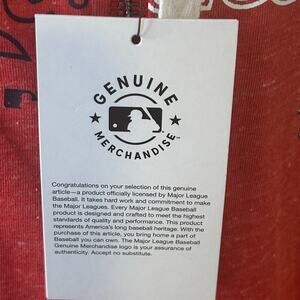 GENUINE
MERCHANDISE™
Congratulations on your selection of this genuine
article—a product officially licensed by Major League
Baseball. It takes hard work and commitment to make
the Major Leagues. Every Major League Baseball
product is designed and crafted to meet the highest
standards of quality and performance. This product
represents America's long baseball heritage. With the
purchase of this article, you bring home a part of
Baseball you can own. The Major League Baseball
Genuine Merchandise logo is your assurance of
authenticity. Accept no substitute.